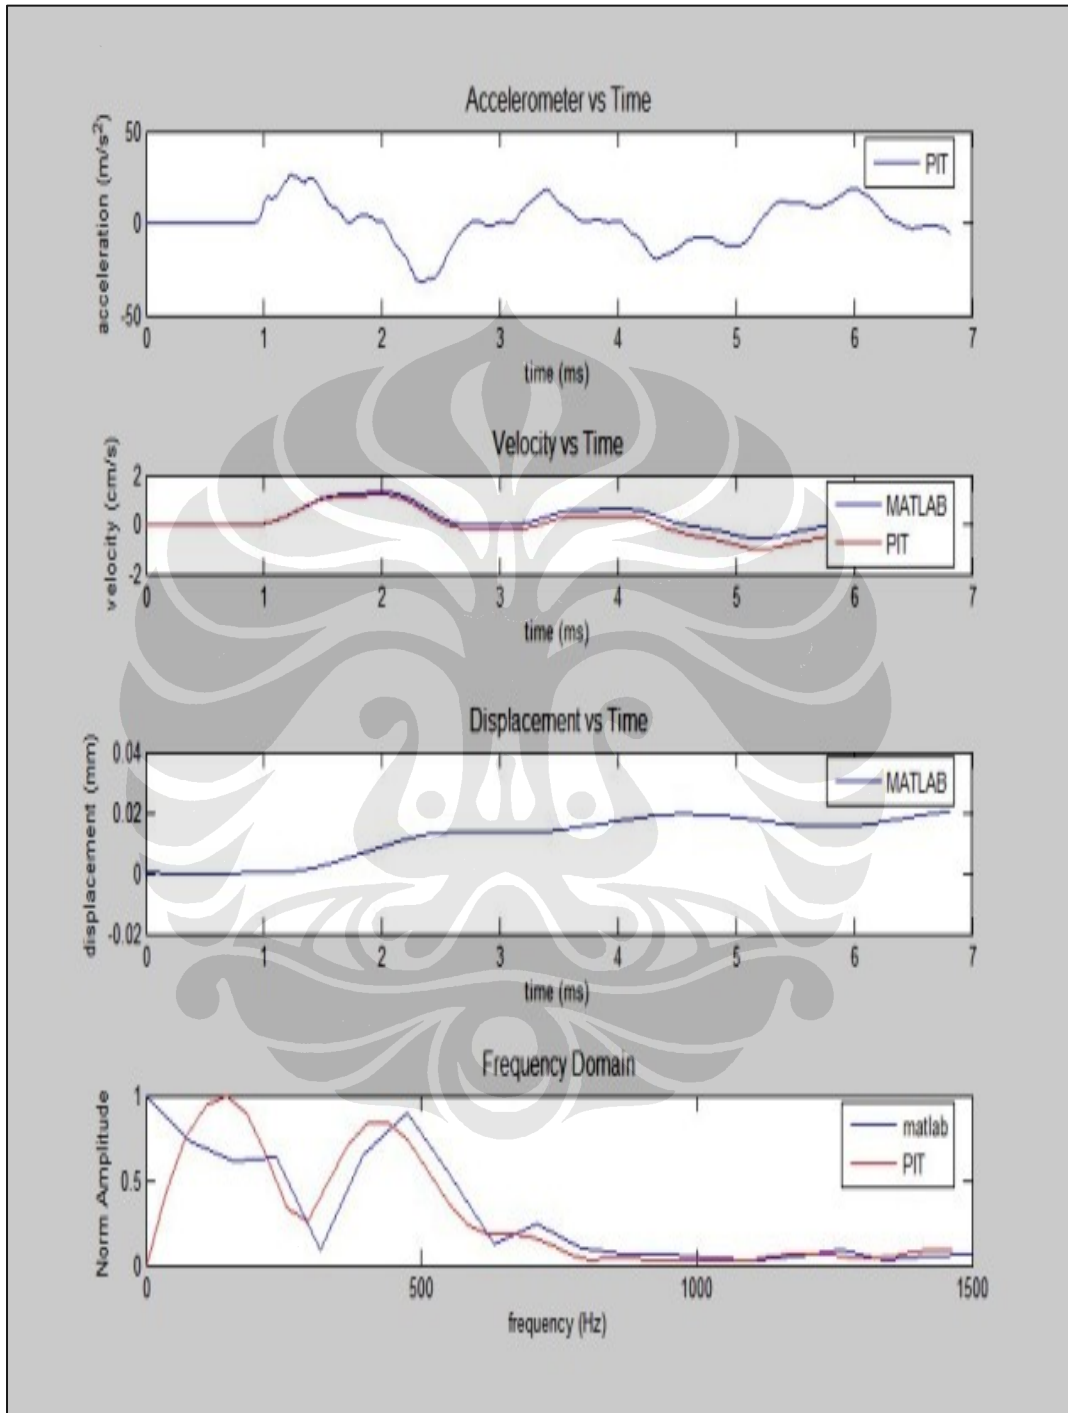 Accelerometer vs Time
acceleration (m/s²)
50
0
-50
PIT
0 1 2 3 4 5 6 7
time (ms)
Velocity vs Time
velocity (cm/s)
2
0
-2
MATLAB
PIT
0 1 2 3 4 5 6 7
time (ms)
Displacement vs Time
displacement (mm)
0.04
0.02
0
-0.02
MATLAB
0 1 2 3 4 5 6 7
time (ms)
Frequency Domain
Norm Amplitude
1
0.5
0
matlab
PIT
0 500 1000 1500
frequency (Hz)